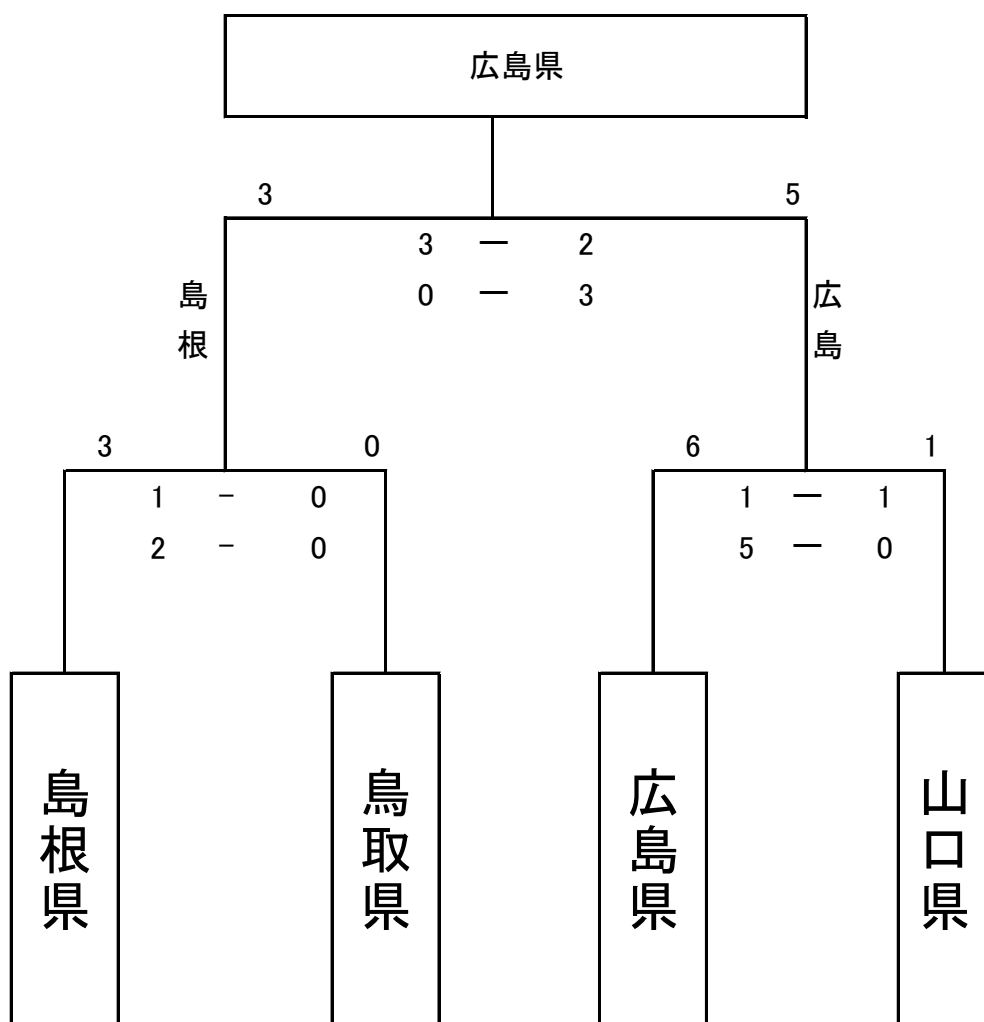 広島県
3 5
3 ー 2
0 ー 3
島根
広島
3 0 6 1
1 - 0 1 ー 1
2 - 0 5 ー 0
島根県
鳥取県
広島県
山口県